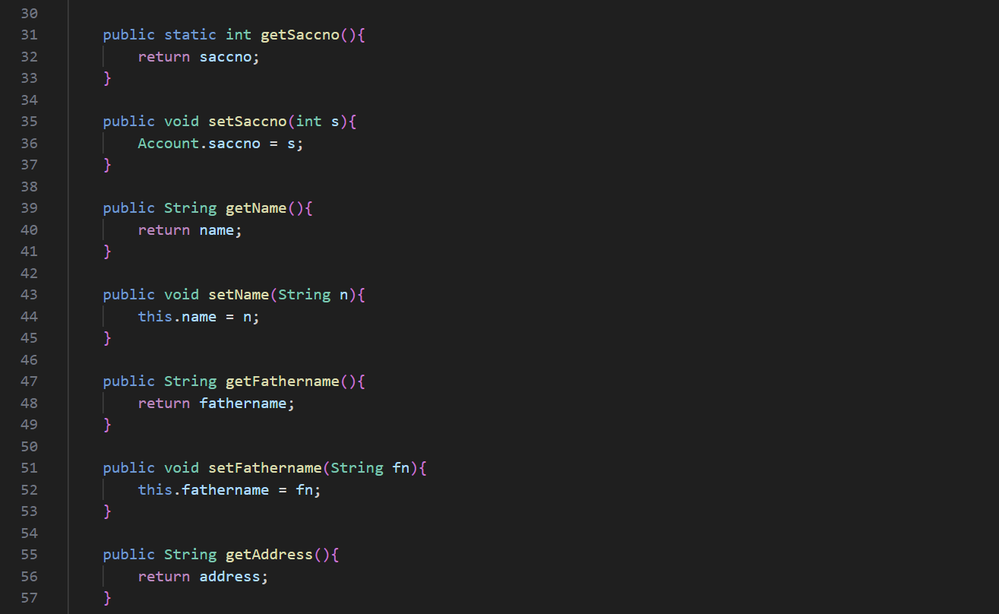 30
31 public static int getSaccno(){
32 return saccno;
33 }
34
35 public void setSaccno(int s){
36 Account.saccno = s;
37 }
38
39 public String getName(){
40 return name;
41 }
42
43 public void setName(String n){
44 this.name = n;
45 }
46
47 public String getFathername(){
48 return fathername;
49 }
50
51 public void setFathername(String fn){
52 this.fathername = fn;
53 }
54
55 public String getAddress(){
56 return address;
57 }